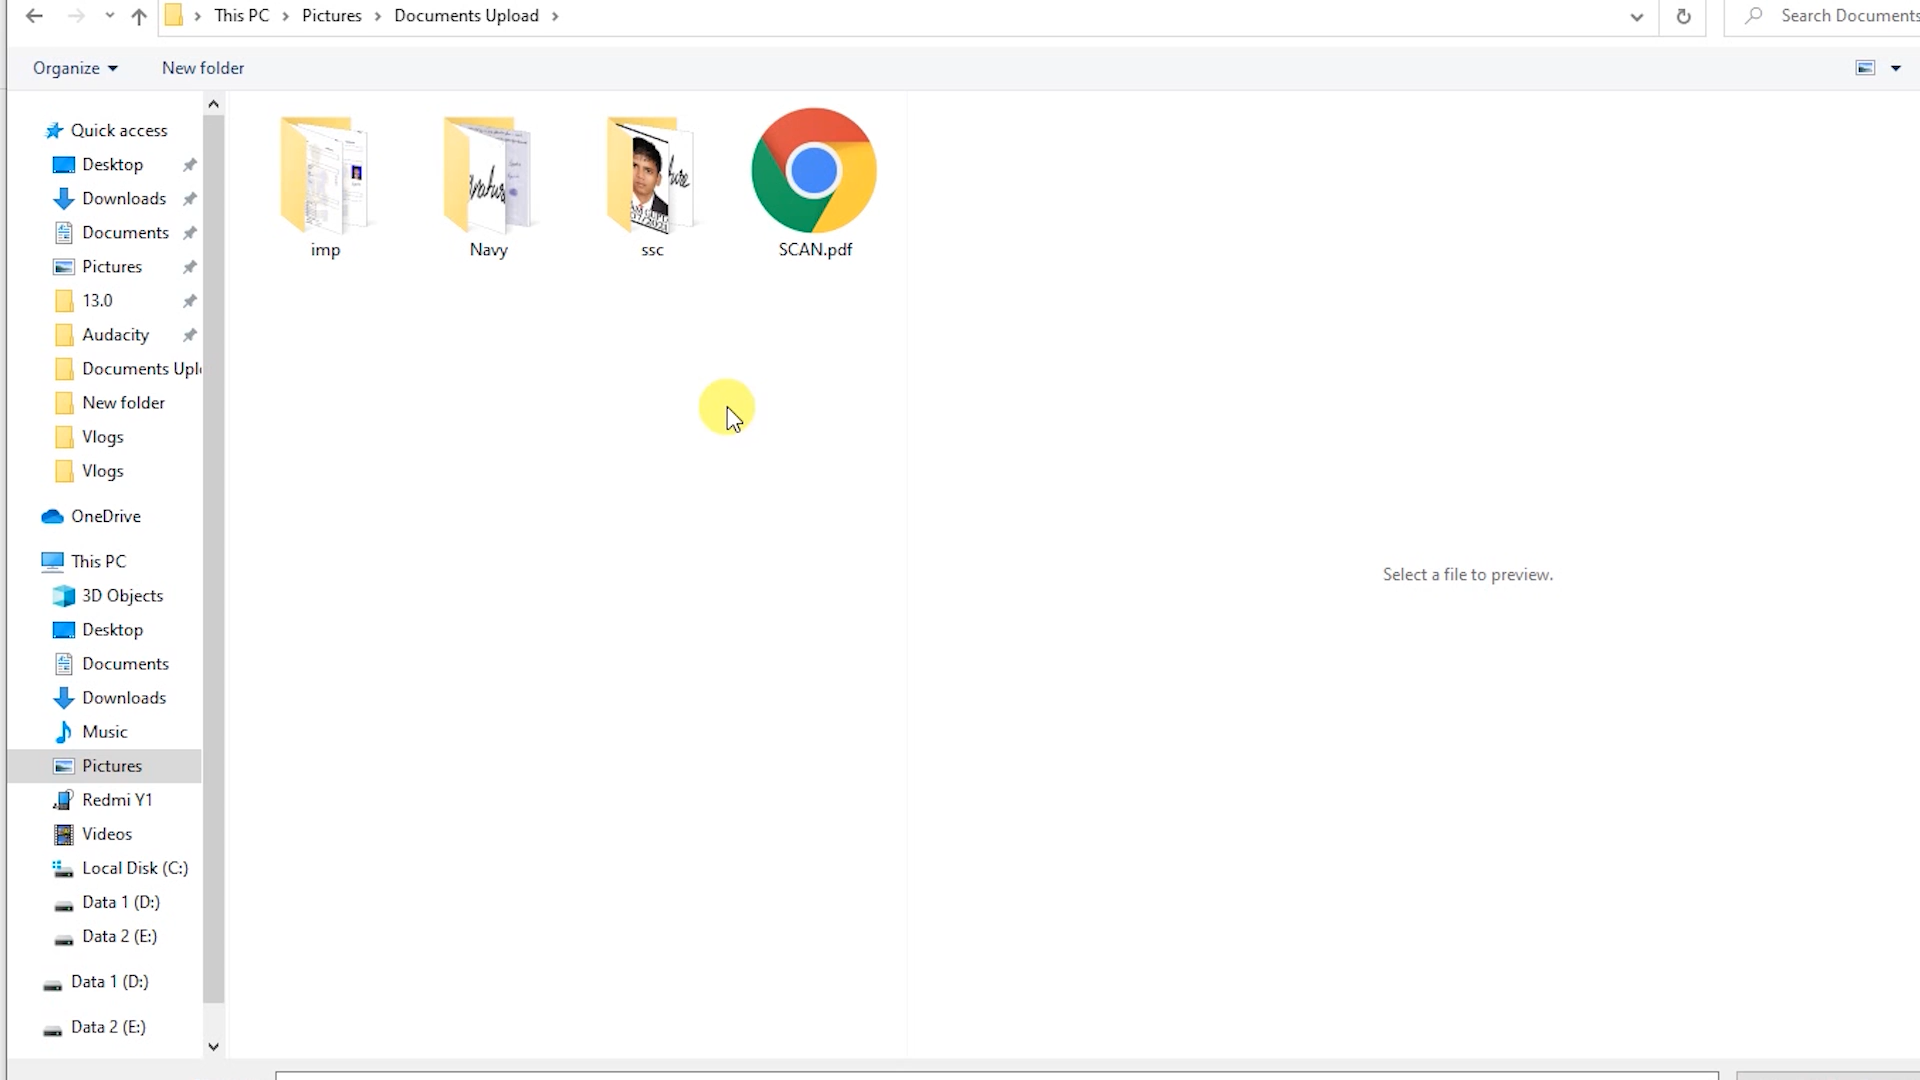 This PC > Pictures > Documents Upload >
Search Documents
Organize
New folder
Quick access
Desktop
Downloads
Documents
Pictures
13.0
Audacity
Documents Uplo
New folder
Vlogs
Vlogs
OneDrive
This PC
3D Objects
Desktop
Documents
Downloads
Music
Pictures
Redmi Y1
Videos
Local Disk (C:)
Data 1 (D:)
Data 2 (E:)
Data 1 (D:)
Data 2 (E:)
imp
Navy
ssc
SCAN.pdf
Select a file to preview.